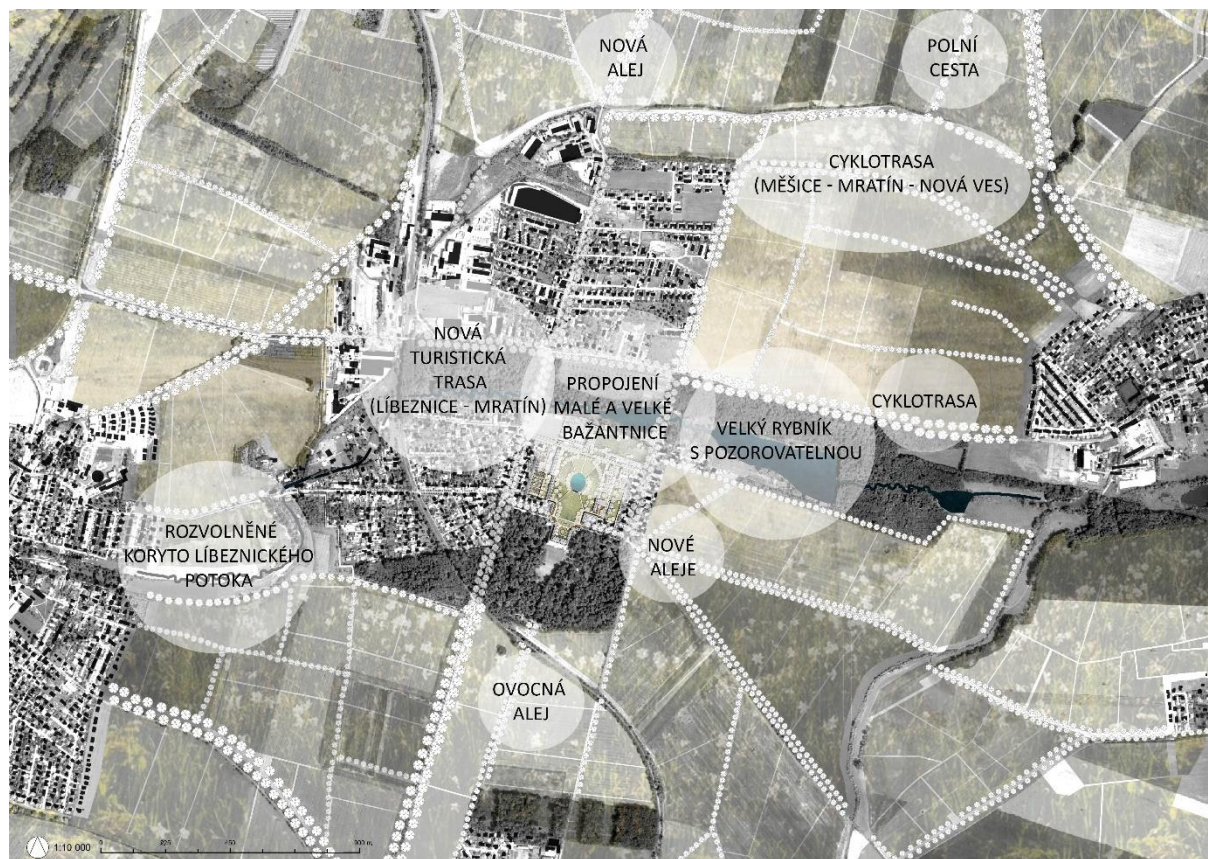 NOVÁ
ALEJ
POLNÍ
CESTA
CYKLOTRASA
(MĚŠICE - MRATÍN - NOVÁ VES)
NOVÁ
TURISTICKÁ
TRASA
(LÍBEZNICE - MRATÍN)
PROPOJENÍ
MALÉ A VELKÉ
BAŽANTNICE
CYKLOTRASA
VELKÝ RYBNÍK
S POZOROVATELNOU
ROZVOLNĚNÉ
KORYTO LÍBEZNICKÉHO
POTOKA
NOVÉ
ALEJE
OVOCNÁ
ALEJ
1:10 000
0